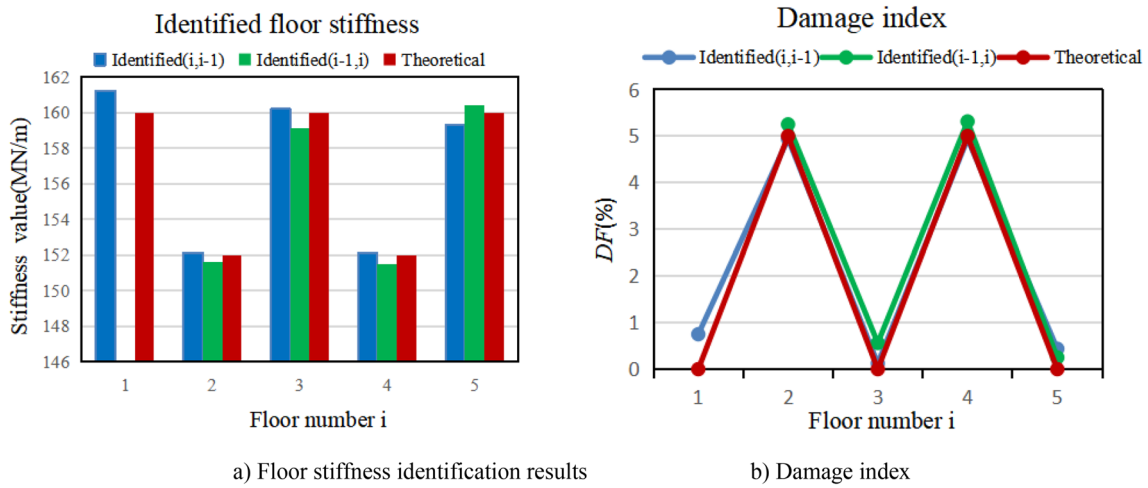 Identified floor stiffness
Identified(i,i-1) Identified(i-1,i) Theoretical
Stiffness value(MN/m)
162
160
158
156
154
152
150
148
146
1 2 3 4 5
Floor number i
a) Floor stiffness identification results
Damage index
Identified(i,i-1) Identified(i-1,i) Theoretical
DF(%)
6
5
4
3
2
1
0
1 2 3 4 5
Floor number i
b) Damage index